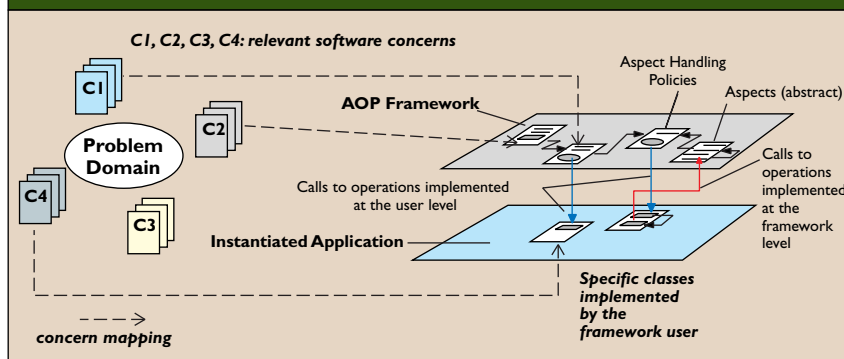 C1, C2, C3, C4: relevant software concerns
C1
C2
Problem
Domain
C4
C3
AOP Framework
Aspect Handling
Policies
Aspects (abstract)
Calls to operations implemented
at the user level
Calls to
operations
implemented
at the
framework
level
Instantiated Application
Specific classes
implemented
by the
framework user
concern mapping